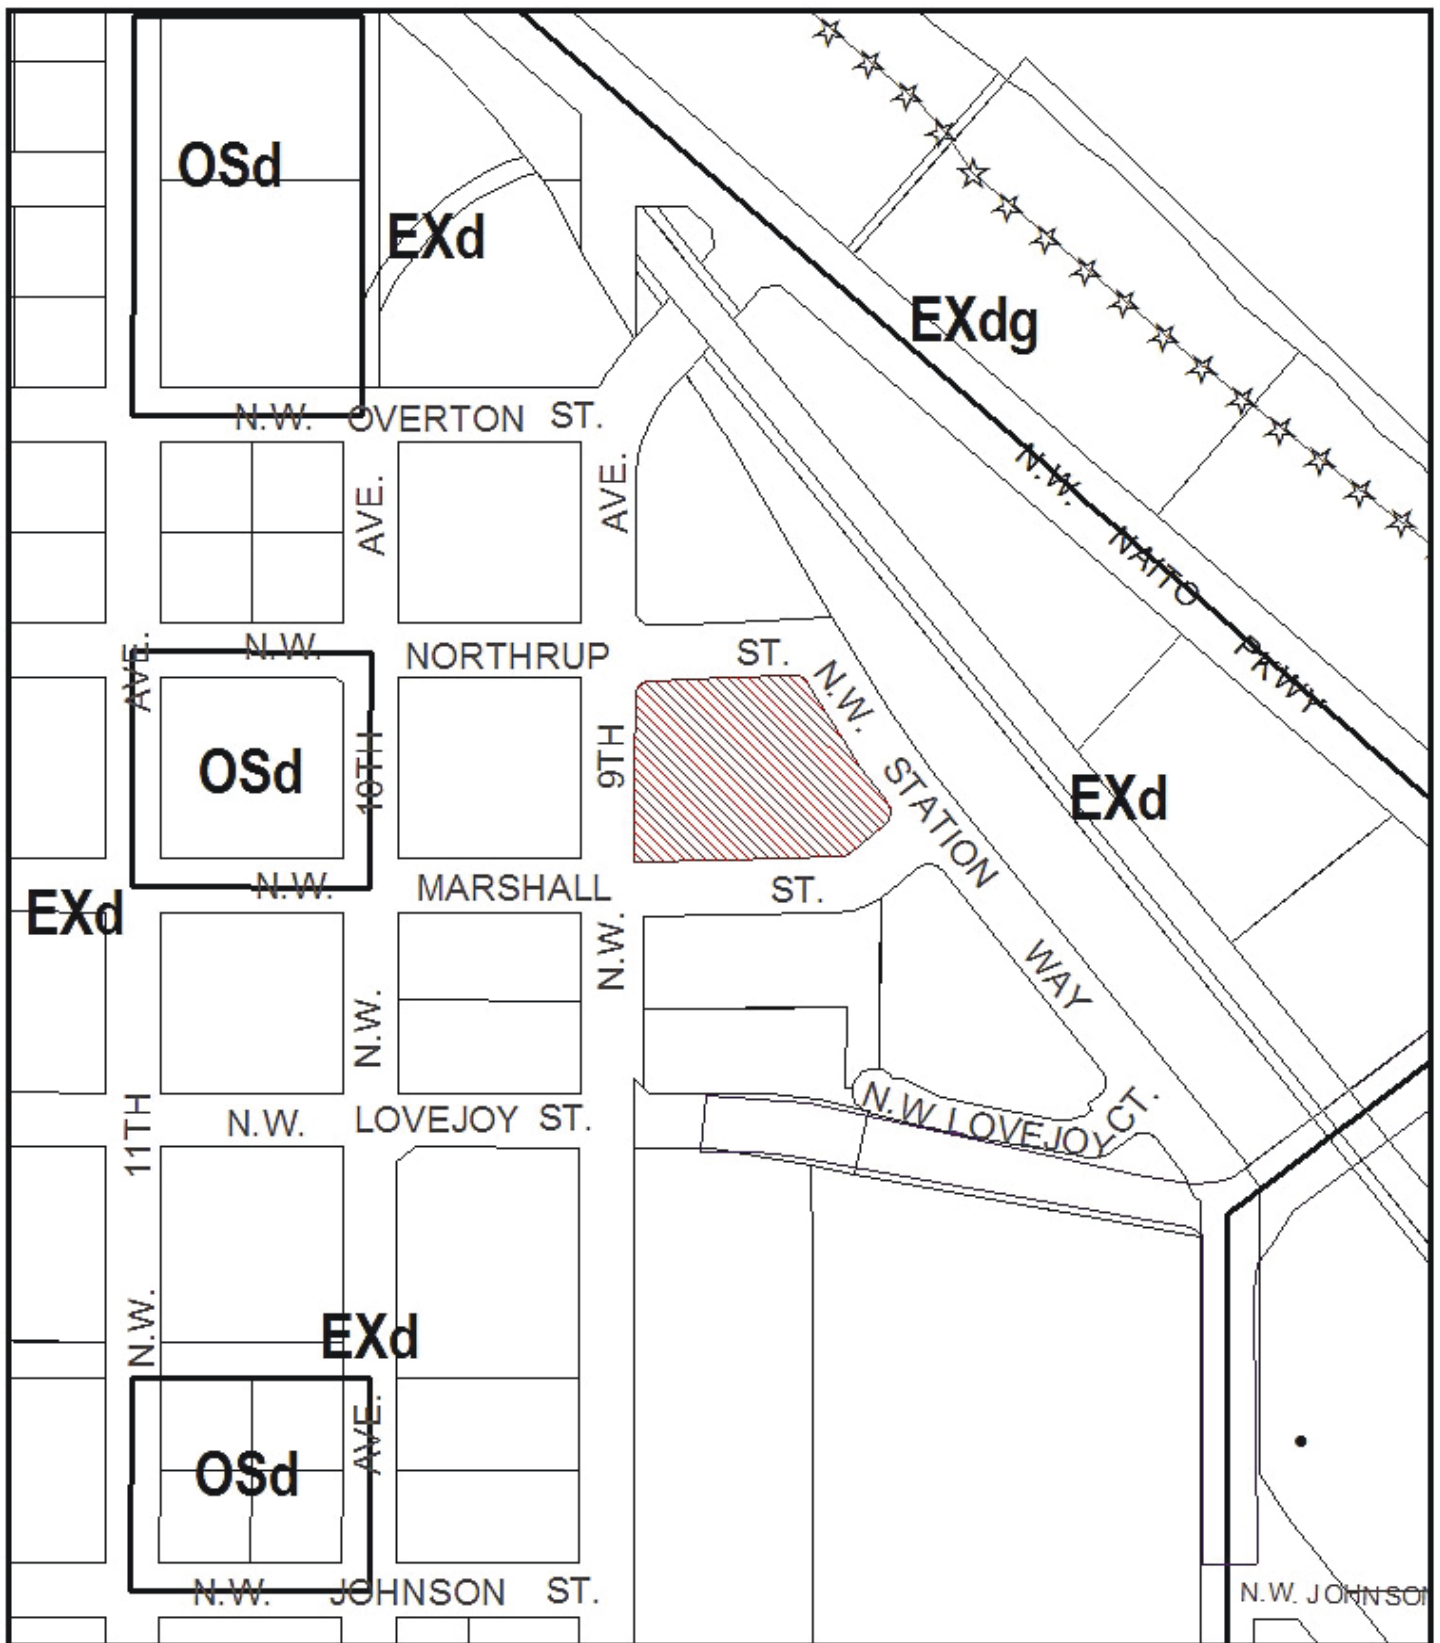 OSd
EXd
EXdg
N.W. OVERTON ST.
AVE.
AVE.
N.W. NAITO PKWY
AVE.
N.W. NORTHRUP ST.
N.W. STATION WAY
OSd
10TH
9TH
EXd
N.W. MARSHALL ST.
EXd
N.W.
N.W.
11TH
N.W. LOVEJOY ST.
N.W. LOVEJOY CT.
N.W.
EXd
AVE.
OSd
N.W. JOHNSON ST.
N.W. JOHNSON